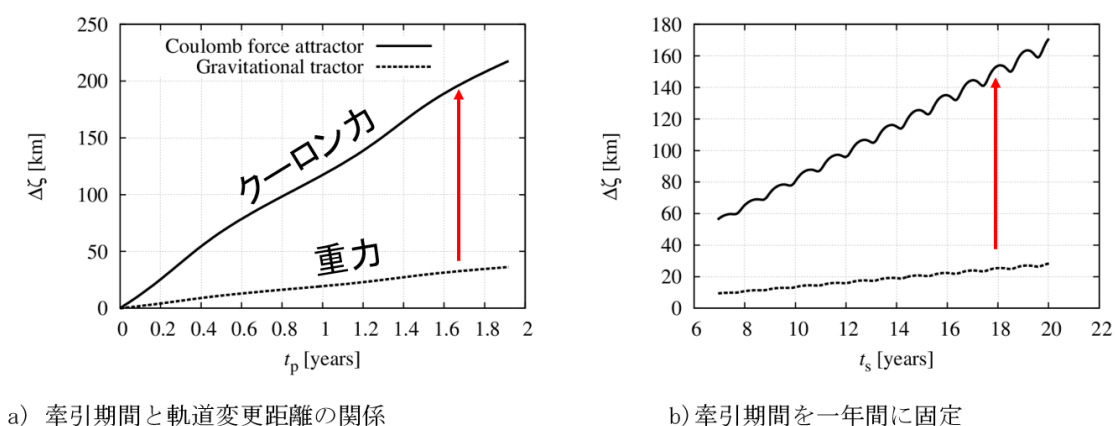 250
200
150
100
50
0
Δζ [km]
Coulomb force attractor
Gravitational tractor
クーロン力
重力
0 0.2 0.4 0.6 0.8 1 1.2 1.4 1.6 1.8 2
t_p [years]
a) 牽引期間と軌道変更距離の関係
180
160
140
120
100
80
60
40
20
0
Δζ [km]
6 8 10 12 14 16 18 20 22
t_s [years]
b)牽引期間を一年間に固定